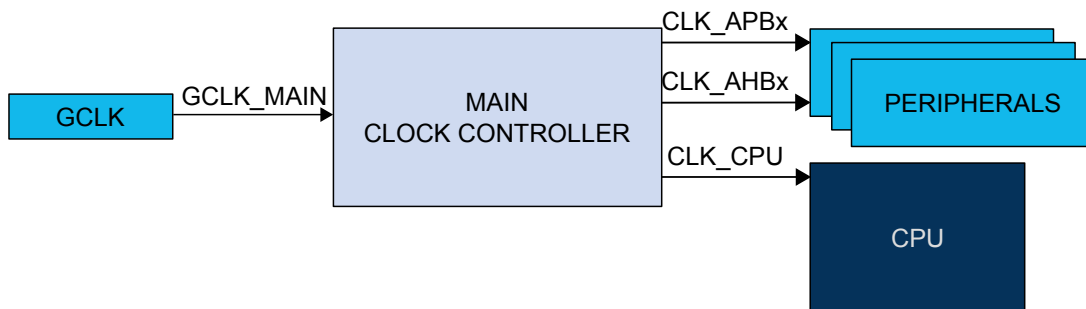 CLK_APBx
GCLK_MAIN
CLK_AHBx
GCLK
MAIN
CLOCK CONTROLLER
PERIPHERALS
CLK_CPU
CPU